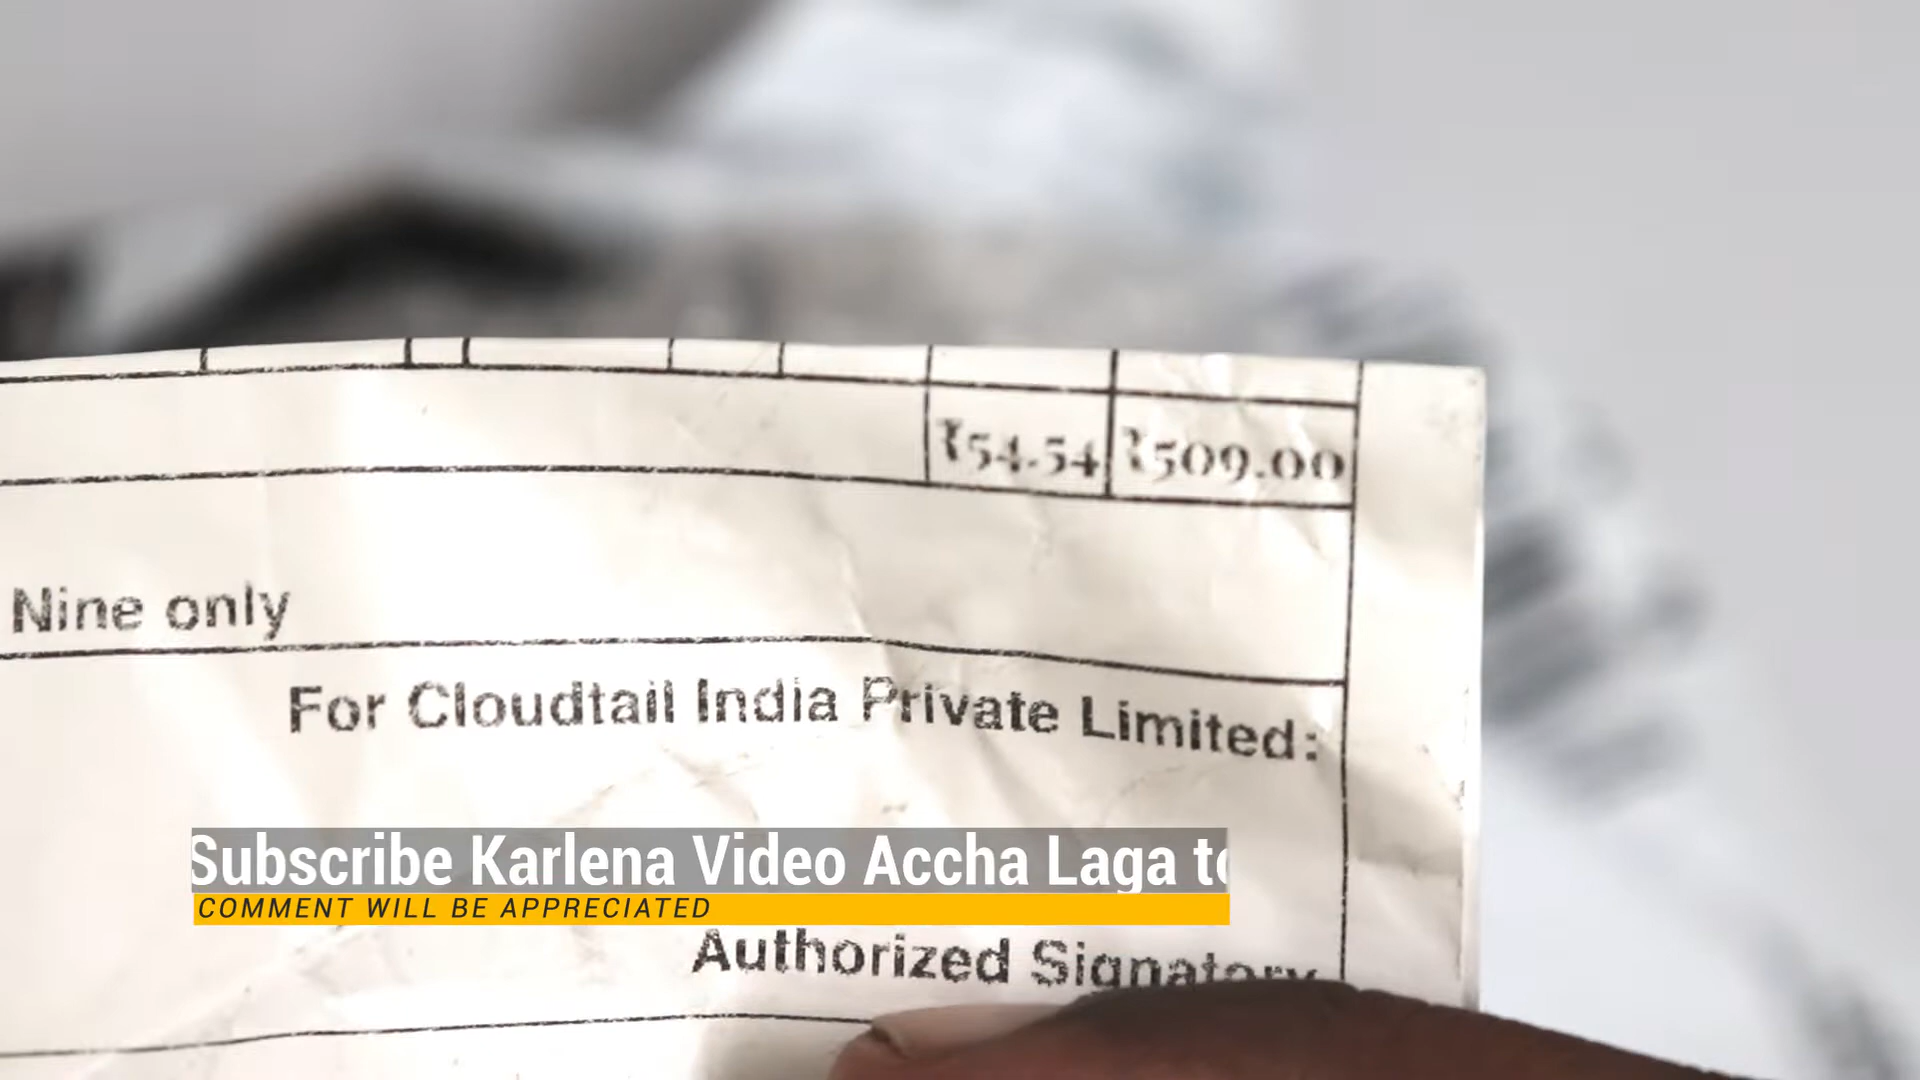 ₹54.54 ₹509.00
Nine only
For Cloudtail India Private Limited:
Subscribe Karlena Video Accha Laga to
COMMENT WILL BE APPRECIATED
Authorized Signatory